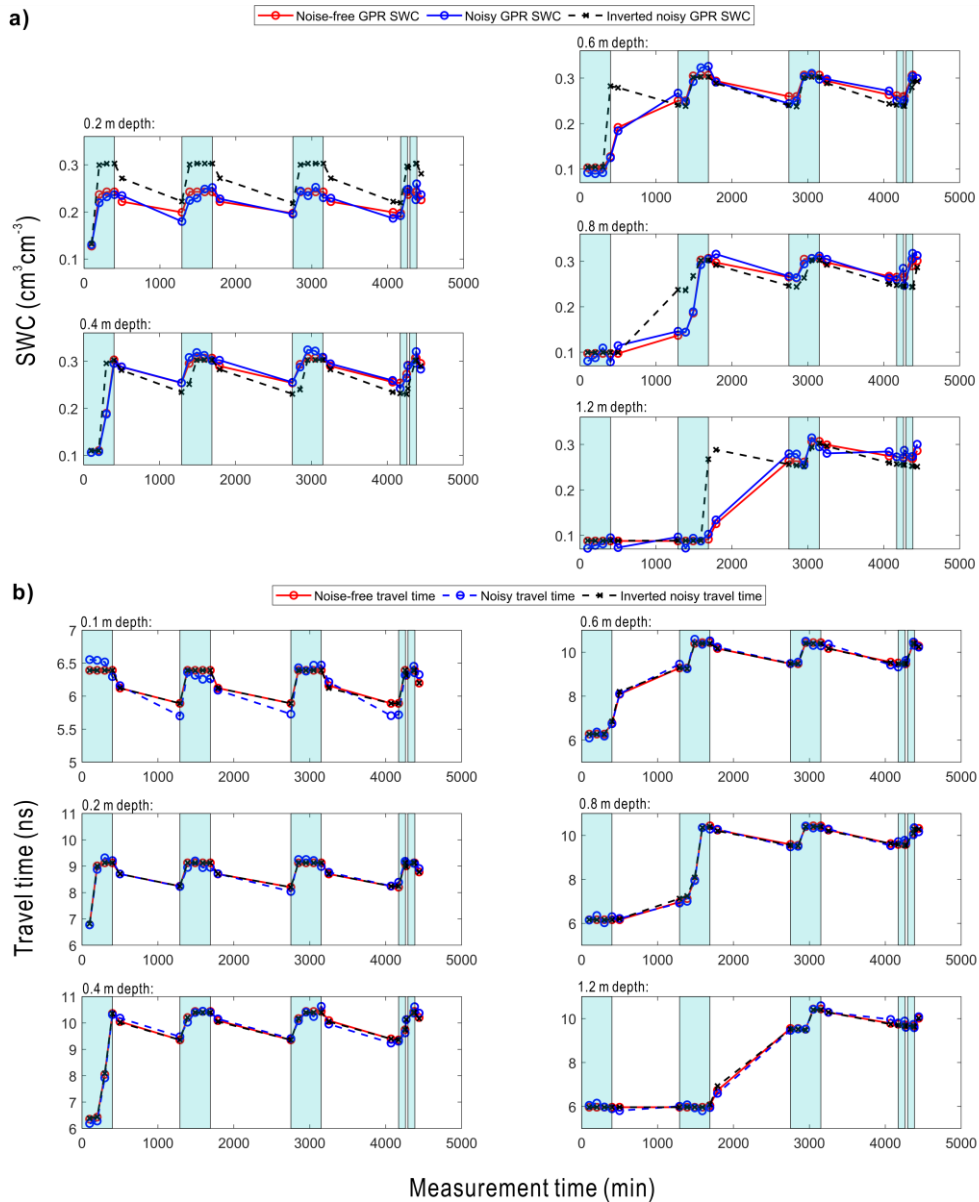 a)
Noise-free GPR SWC Noisy GPR SWC Inverted noisy GPR SWC
0.2 m depth:
0.3
0.2
0.1
0 1000 2000 3000 4000 5000
0.4 m depth:
0.3
0.2
0.1
0 1000 2000 3000 4000 5000
SWC (cm³cm⁻³)
0.6 m depth:
0.3
0.2
0.1
0 1000 2000 3000 4000 5000
0.8 m depth:
0.3
0.2
0.1
0 1000 2000 3000 4000 5000
1.2 m depth:
0.3
0.2
0.1
0 1000 2000 3000 4000 5000
b)
Noise-free travel time Noisy travel time Inverted noisy travel time
0.1 m depth:
7
6.5
6
5.5
5
0 1000 2000 3000 4000 5000
0.2 m depth:
11
10
9
8
7
6
0 1000 2000 3000 4000 5000
0.4 m depth:
11
10
9
8
7
6
0 1000 2000 3000 4000 5000
Travel time (ns)
0.6 m depth:
10
8
6
0 1000 2000 3000 4000 5000
0.8 m depth:
10
8
6
0 1000 2000 3000 4000 5000
1.2 m depth:
10
8
6
0 1000 2000 3000 4000 5000
Measurement time (min)